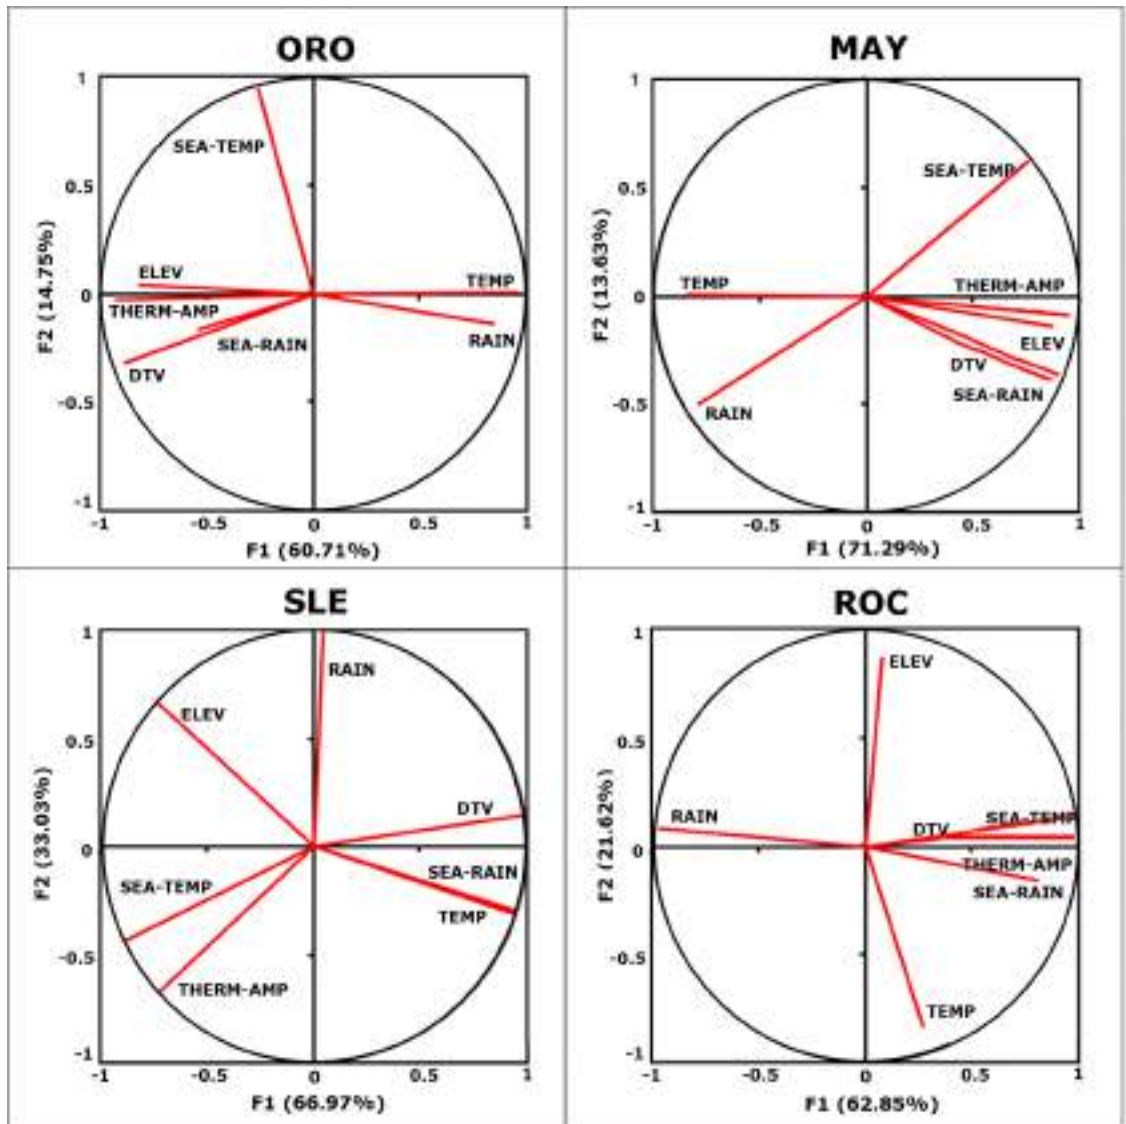 ORO
1
SEA-TEMP
0.5
ELEV
TEMP
0
THERM-AMP
SEA-RAIN
RAIN
DTV
-0.5
-1
-1 -0.5 0 0.5 1
F1 (60.71%)
F2 (14.75%)
MAY
1
SEA-TEMP
0.5
TEMP
THERM-AMP
0
ELEV
DTV
SEA-RAIN
RAIN
-0.5
-1
-1 -0.5 0 0.5 1
F1 (71.29%)
F2 (13.63%)
SLE
1
RAIN
ELEV
0.5
DTV
0
SEA-RAIN
SEA-TEMP
TEMP
-0.5
THERM-AMP
-1
-1 -0.5 0 0.5 1
F1 (66.97%)
F2 (33.03%)
ROC
1
ELEV
0.5
RAIN
SEA-TEMP
DTV
0
THERM-AMP
SEA-RAIN
-0.5
TEMP
-1
-1 -0.5 0 0.5 1
F1 (62.85%)
F2 (21.62%)